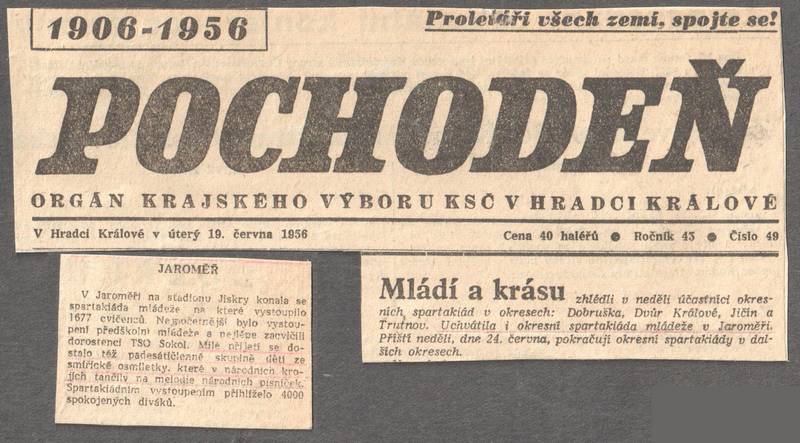 1906-1956
Proletáři všech zemí, spojte se!
POCHODEŇ
ORGÁN KRAJSKÉHO VÝBORU KSČ V HRADCI KRÁLOVÉ
V Hradci Králové v úterý 19. června 1956 Cena 40 haléřů ● Ročník 45 ● Číslo 49
JAROMĚŘ
V Jaroměři na stadionu Jiskry konala se
spartakiáda mládeže na které vystoupilo
1677 cvičenců. Nejpočetnější bylo vystou-
pení předškolní mládeže a nejlépe zacvičili
dorostenci TSO Sokol. Milé přijetí se do-
stalo též padesátičlenné skupině dětí ze
smiřické osmiletky, které v národních kro-
jích tančily na melodie národních písniček.
Spartakiádním vystoupením přihlíželo 4000
spokojených diváků.
Mládí a krásu zhlédli v neděli účastníci okres-
ních spartakiád v okresech: Dobruška, Dvůr Králové, Jičín a
Trutnov. Uchvátila i okresní spartakiáda mládeže v Jaroměři.
Příští neděli, dne 24. června, pokračují okresní spartakiády v dal-
ších okresech.